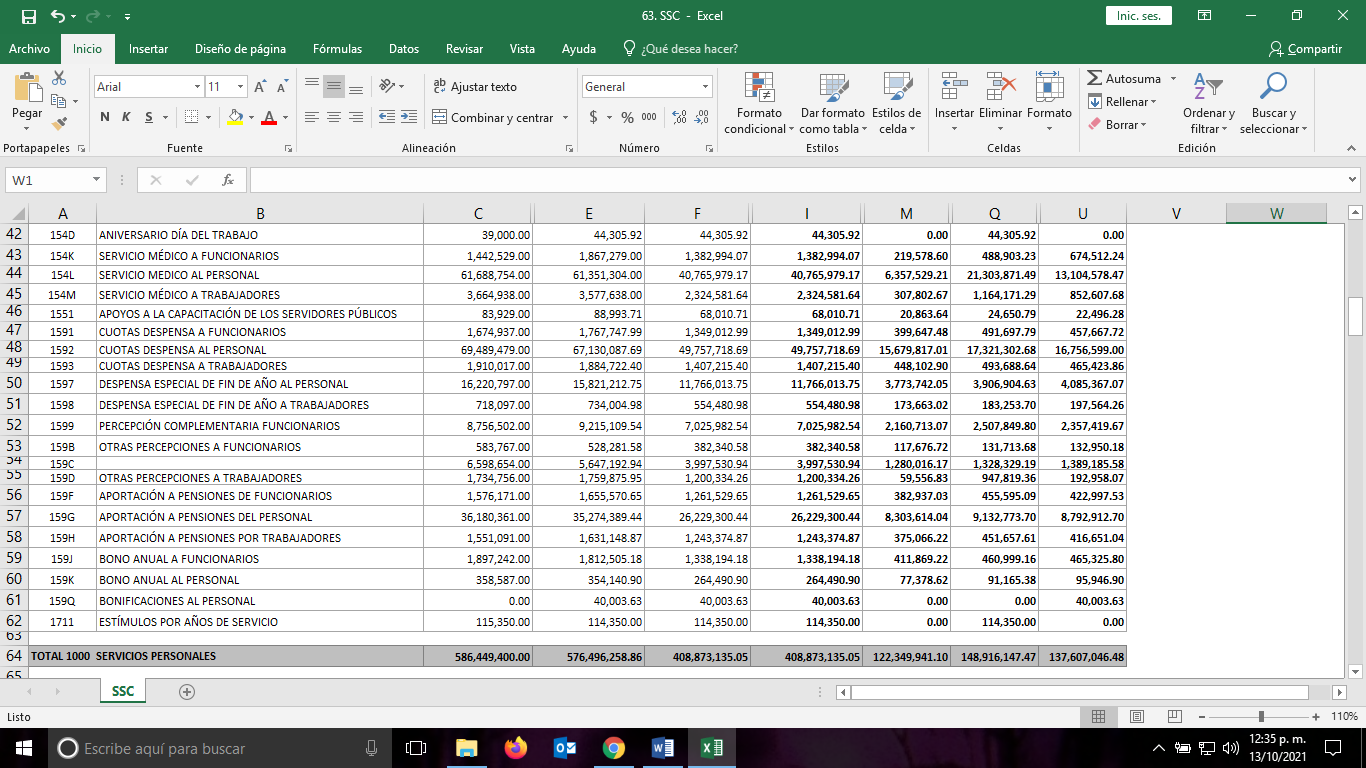 63. SSC - Excel
Inic. ses.
Archivo Inicio Insertar Diseño de página Fórmulas Datos Revisar Vista Ayuda ¿Qué desea hacer? Compartir
Pegar
Arial 11
N K S
Ajustar texto
Combinar y centrar
General
$ % 000
Formato condicional
Dar formato como tabla
Estilos de celda
Insertar Eliminar Formato
Autosuma
Rellenar
Borrar
Ordenar y filtrar
Buscar y seleccionar
Portapapeles Fuente Alineación Número Estilos Celdas Edición
W1 fx
A B C E F I M Q U V W
42 154D ANIVERSARIO DÍA DEL TRABAJO 39,000.00 44,305.92 44,305.92 44,305.92 0.00 44,305.92 0.00
43 154K SERVICIO MÉDICO A FUNCIONARIOS 1,442,529.00 1,867,279.00 1,382,994.07 1,382,994.07 219,578.60 488,903.23 674,512.24
44 154L SERVICIO MEDICO AL PERSONAL 61,688,754.00 61,351,304.00 40,765,979.17 40,765,979.17 6,357,529.21 21,303,871.49 13,104,578.47
45 154M SERVICIO MÉDICO A TRABAJADORES 3,664,938.00 3,577,638.00 2,324,581.64 2,324,581.64 307,802.67 1,164,171.29 852,607.68
46 1551 APOYOS A LA CAPACITACIÓN DE LOS SERVIDORES PÚBLICOS 83,929.00 88,993.71 68,010.71 68,010.71 20,863.64 24,650.79 22,496.28
47 1591 CUOTAS DESPENSA A FUNCIONARIOS 1,674,937.00 1,767,747.99 1,349,012.99 1,349,012.99 399,647.48 491,697.79 457,667.72
48 1592 CUOTAS DESPENSA AL PERSONAL 69,489,479.00 67,130,087.69 49,757,718.69 49,757,718.69 15,679,817.01 17,321,302.68 16,756,599.00
49 1593 CUOTAS DESPENSA A TRABAJADORES 1,910,017.00 1,884,722.40 1,407,215.40 1,407,215.40 448,102.90 493,688.64 465,423.86
50 1597 DESPENSA ESPECIAL DE FIN DE AÑO AL PERSONAL 16,220,797.00 15,821,212.75 11,766,013.75 11,766,013.75 3,773,742.05 3,906,904.63 4,085,367.07
51 1598 DESPENSA ESPECIAL DE FIN DE AÑO A TRABAJADORES 718,097.00 734,004.98 554,480.98 554,480.98 173,663.02 183,253.70 197,564.26
52 1599 PERCEPCIÓN COMPLEMENTARIA FUNCIONARIOS 8,756,502.00 9,215,109.54 7,025,982.54 7,025,982.54 2,160,713.07 2,507,849.80 2,357,419.67
53 159B OTRAS PERCEPCIONES A FUNCIONARIOS 583,767.00 528,281.58 382,340.58 382,340.58 117,676.72 131,713.68 132,950.18
54 159C 6,598,654.00 5,647,192.94 3,997,530.94 3,997,530.94 1,280,016.17 1,328,329.19 1,389,185.58
55 159D OTRAS PERCEPCIONES A TRABAJADORES 1,734,756.00 1,759,875.95 1,200,334.26 1,200,334.26 59,556.83 947,819.36 192,958.07
56 159F APORTACIÓN A PENSIONES DE FUNCIONARIOS 1,576,171.00 1,655,570.65 1,261,529.65 1,261,529.65 382,937.03 455,595.09 422,997.53
57 159G APORTACIÓN A PENSIONES DEL PERSONAL 36,180,361.00 35,274,389.44 26,229,300.44 26,229,300.44 8,303,614.04 9,132,773.70 8,792,912.70
58 159H APORTACIÓN A PENSIONES POR TRABAJADORES 1,551,091.00 1,631,148.87 1,243,374.87 1,243,374.87 375,066.22 451,657.61 416,651.04
59 159J BONO ANUAL A FUNCIONARIOS 1,897,242.00 1,812,505.18 1,338,194.18 1,338,194.18 411,869.22 460,999.16 465,325.80
60 159K BONO ANUAL AL PERSONAL 358,587.00 354,140.90 264,490.90 264,490.90 77,378.62 91,165.38 95,946.90
61 159Q BONIFICACIONES AL PERSONAL 0.00 40,003.63 40,003.63 40,003.63 0.00 0.00 40,003.63
62 1711 ESTÍMULOS POR AÑOS DE SERVICIO 115,350.00 114,350.00 114,350.00 114,350.00 0.00 114,350.00 0.00
63
64 TOTAL 1000 SERVICIOS PERSONALES 586,449,400.00 576,496,258.86 408,873,135.05 408,873,135.05 122,349,941.10 148,916,147.47 137,607,046.48
65
SSC
Listo 110%
Escribe aquí para buscar
12:35 p. m.
13/10/2021